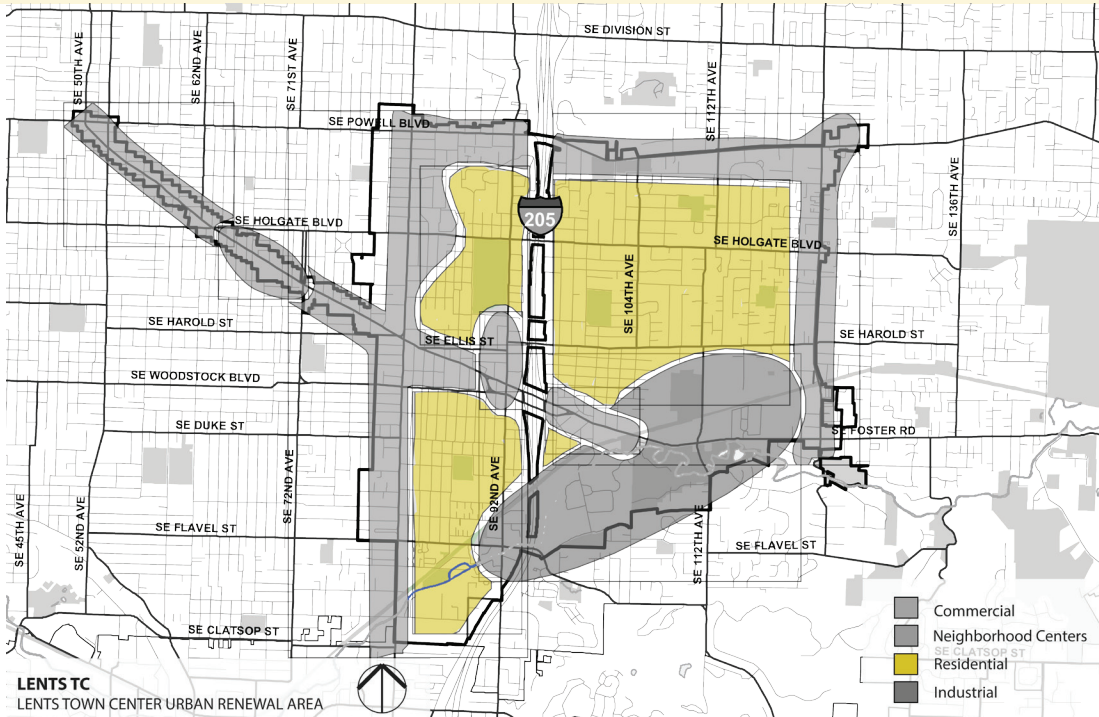 SE DIVISION ST
SE 50TH AVE
SE 62ND AVE
SE 71ST AVE
SE 112TH AVE
SE POWELL BLVD
SE 136TH AVE
SE HOLGATE BLVD
205
SE HOLGATE BLVD
SE 104TH AVE
SE HAROLD ST
SE ELLIS ST
SE HAROLD ST
SE WOODSTOCK BLVD
SE DUKE ST
SE FOSTER RD
SE 45TH AVE
SE 52ND AVE
SE 72ND AVE
SE 92ND AVE
SE 112TH AVE
SE FLAVEL ST
SE FLAVEL ST
SE CLATSOP ST
Commercial
Neighborhood Centers
SE CLATSOP ST
Residential
Industrial
LENTS TC
LENTS TOWN CENTER URBAN RENEWAL AREA